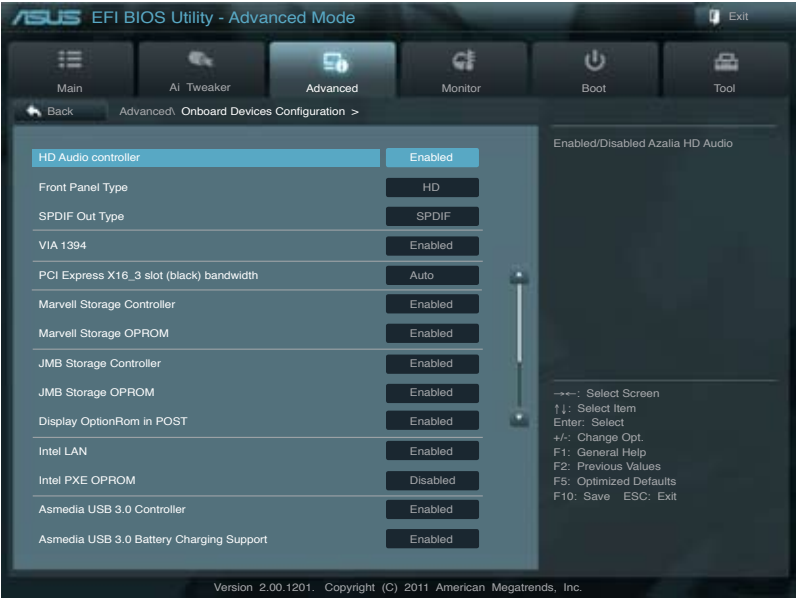 ASUS EFI BIOS Utility - Advanced Mode
Exit
Main
Ai Tweaker
Advanced
Monitor
Boot
Tool
Back
Advanced\ Onboard Devices Configuration >
HD Audio controller Enabled
Front Panel Type HD
SPDIF Out Type SPDIF
VIA 1394 Enabled
PCI Express X16_3 slot (black) bandwidth Auto
Marvell Storage Controller Enabled
Marvell Storage OPROM Enabled
JMB Storage Controller Enabled
JMB Storage OPROM Enabled
Display OptionRom in POST Enabled
Intel LAN Enabled
Intel PXE OPROM Disabled
Asmedia USB 3.0 Controller Enabled
Asmedia USB 3.0 Battery Charging Support Enabled
Enabled/Disabled Azalia HD Audio
→←: Select Screen
↑↓: Select Item
Enter: Select
+/-: Change Opt.
F1: General Help
F2: Previous Values
F5: Optimized Defaults
F10: Save ESC: Exit
Version 2.00.1201. Copyright (C) 2011 American Megatrends, Inc.